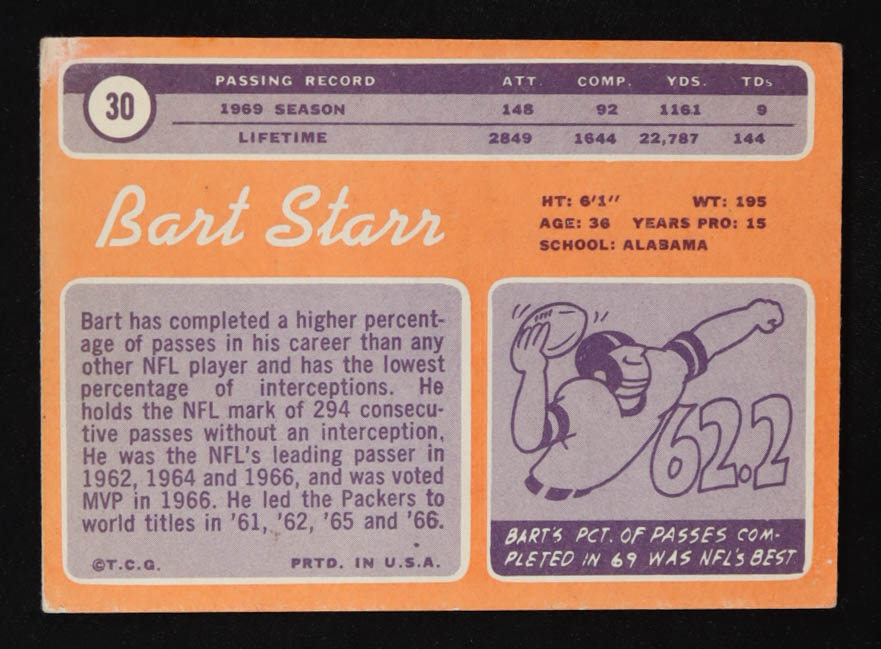 30
PASSING RECORD ATT. COMP. YDS. TDs
1969 SEASON 148 92 1161 9
LIFETIME 2849 1644 22,787 144
Bart Starr
HT: 6'1" WT: 195
AGE: 36 YEARS PRO: 15
SCHOOL: ALABAMA
Bart has completed a higher percent-
age of passes in his career than any
other NFL player and has the lowest
percentage of interceptions. He
holds the NFL mark of 294 consecu-
tive passes without an interception.
He was the NFL's leading passer in
1962, 1964 and 1966, and was voted
MVP in 1966. He led the Packers to
world titles in '61, '62, '65 and '66.
©T.C.G. PRTD. IN U.S.A.
62.2
BART'S PCT. OF PASSES COM-
PLETED IN 69 WAS NFL'S BEST